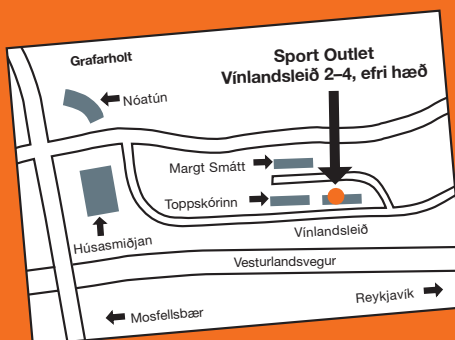 Grafarholt
Sport Outlet
Vínlandsleið 2–4, efri hæð
Nóatún
Margt Smátt
Toppskórinn
Húsasmiðjan
Vínlandsleið
Vesturlandsvegur
Mosfellsbær
Reykjavík